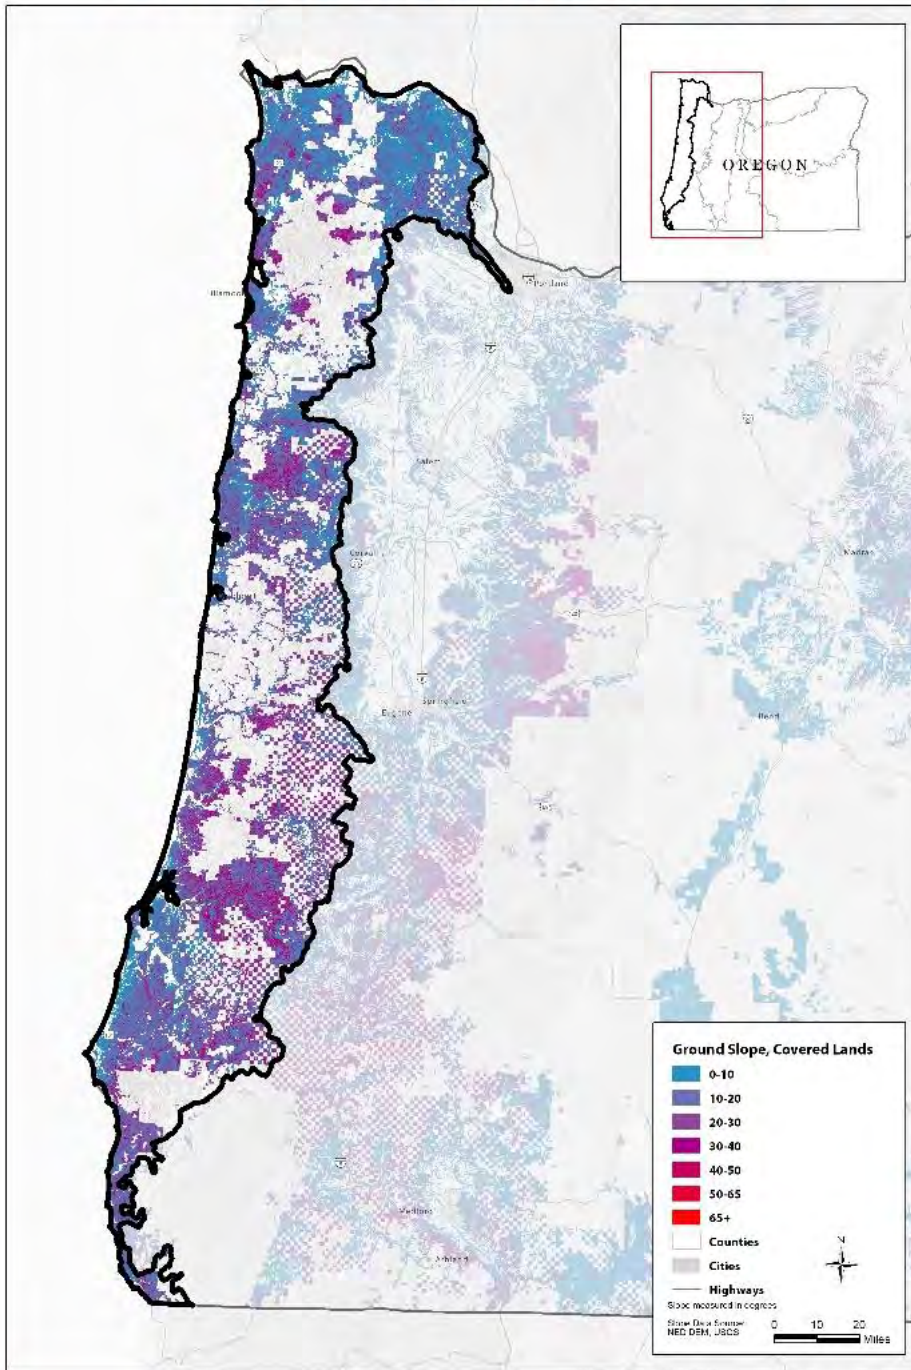 OREGON
Portland
Salem
Madras
Eugene
Springfield
Bend
Medford
Ashland
Ground Slope, Covered Lands
0-10
10-20
20-30
30-40
40-50
50-65
65+
Counties
Cities
Highways
Slope measured in degrees
Slope Data Source:
NED DEM, USGS
N
0 10 20
Miles